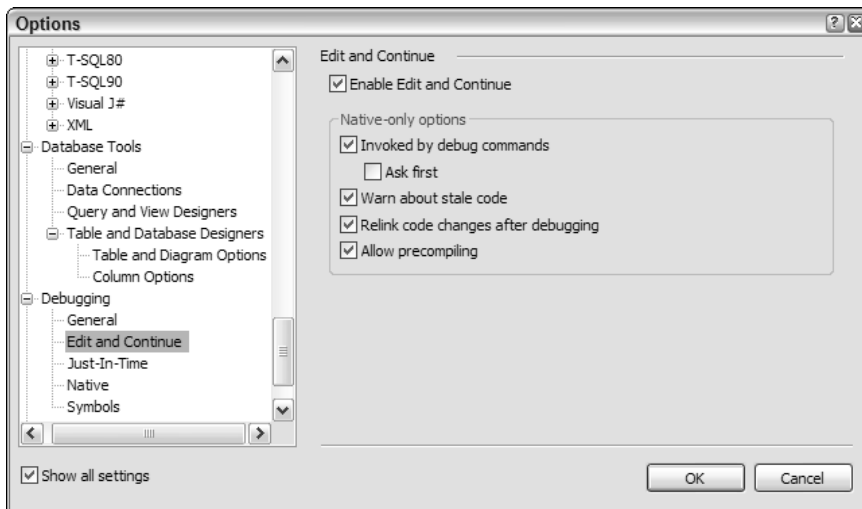 Options
T-SQL80
T-SQL90
Visual J#
XML
Database Tools
General
Data Connections
Query and View Designers
Table and Database Designers
Table and Diagram Options
Column Options
Debugging
General
Edit and Continue
Just-In-Time
Native
Symbols
Show all settings
Edit and Continue
Enable Edit and Continue
Native-only options
Invoked by debug commands
Ask first
Warn about stale code
Relink code changes after debugging
Allow precompiling
OK
Cancel